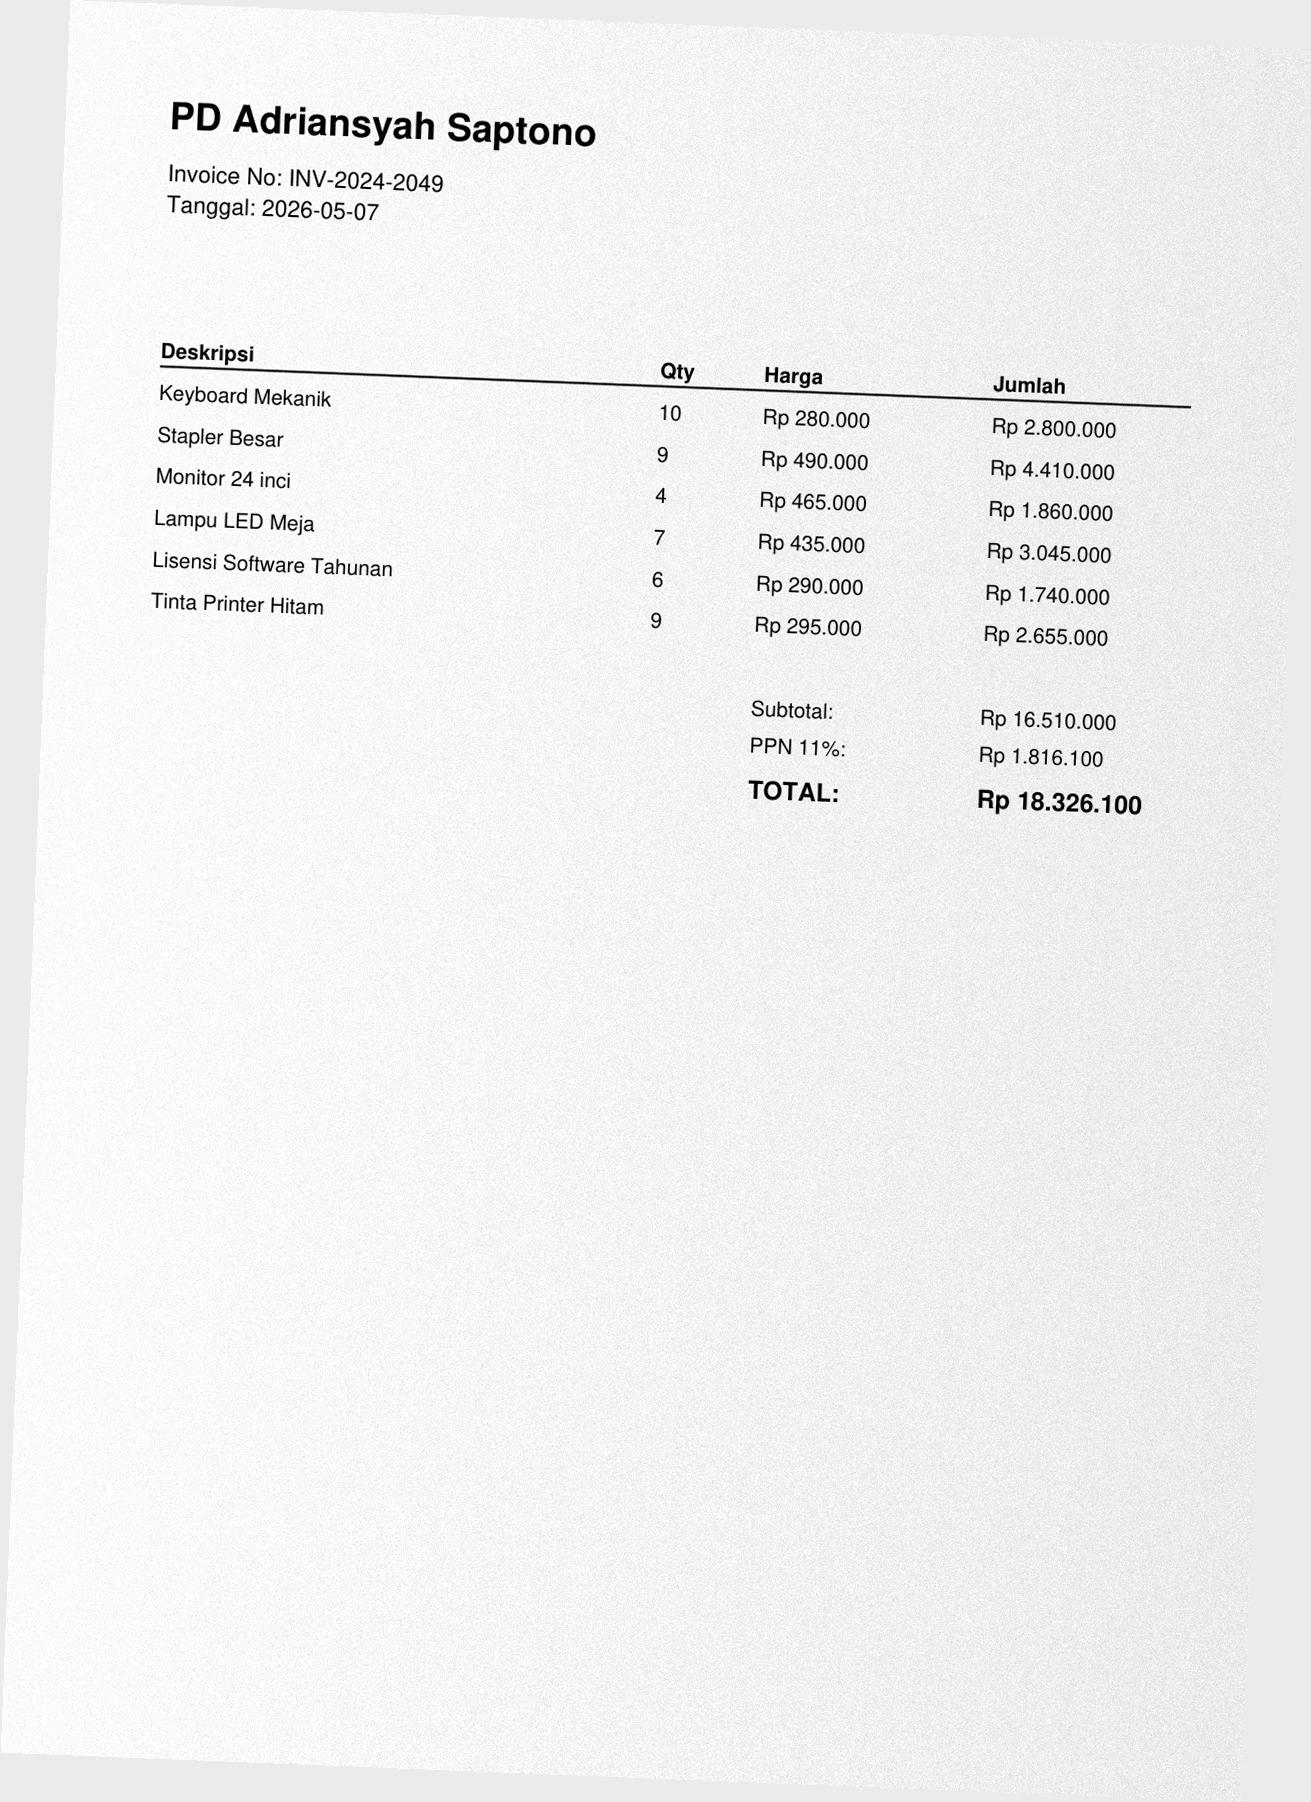 PD Adriansyah Saptono
Invoice No: INV-2024-2049
Tanggal: 2026-05-07
Deskripsi Qty Harga Jumlah
Keyboard Mekanik 10 Rp 280.000 Rp 2.800.000
Stapler Besar 9 Rp 490.000 Rp 4.410.000
Monitor 24 inci 4 Rp 465.000 Rp 1.860.000
Lampu LED Meja 7 Rp 435.000 Rp 3.045.000
Lisensi Software Tahunan 6 Rp 290.000 Rp 1.740.000
Tinta Printer Hitam 9 Rp 295.000 Rp 2.655.000
Subtotal: Rp 16.510.000
PPN 11%: Rp 1.816.100
TOTAL: Rp 18.326.100